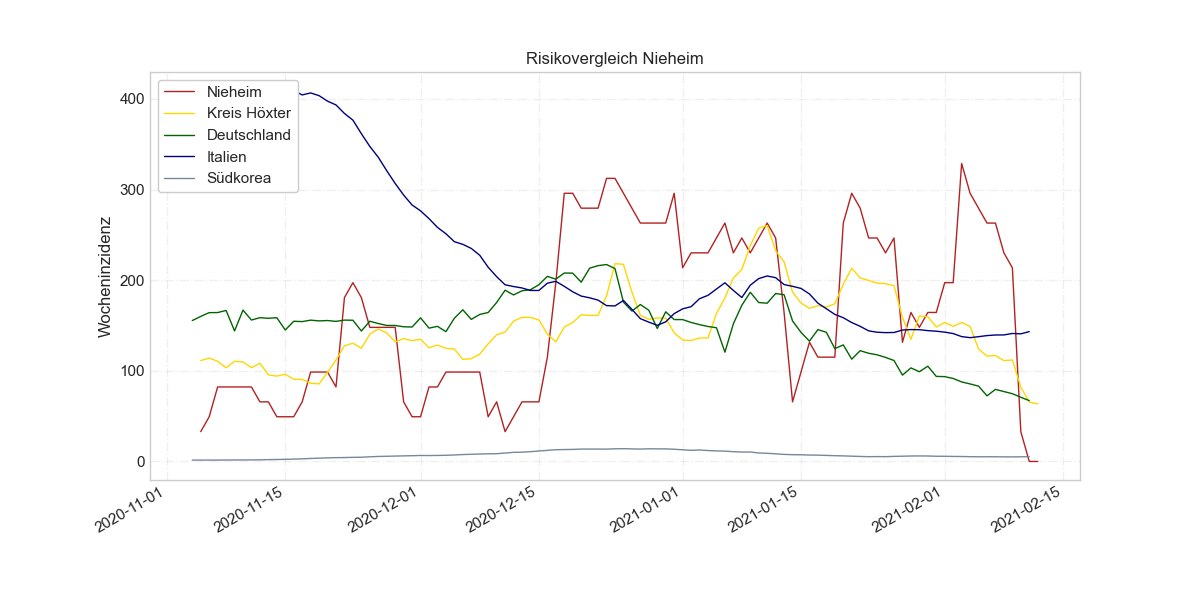 Risikovergleich Nieheim
Nieheim
Kreis Höxter
Deutschland
Italien
Südkorea
Wocheninzidenz
400
300
200
100
0
2020-11-01
2020-11-15
2020-12-01
2020-12-15
2021-01-01
2021-01-15
2021-02-01
2021-02-15